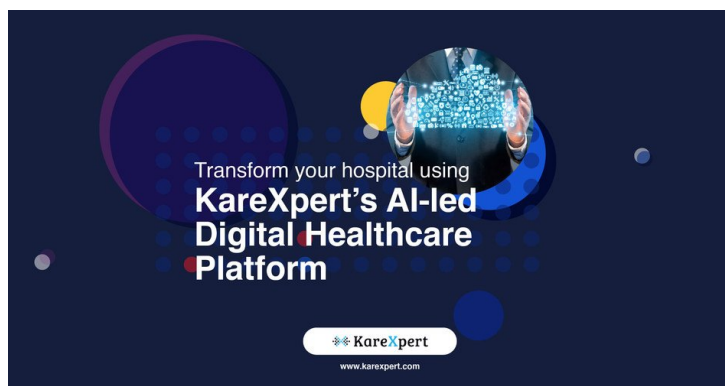 Transform your hospital using
KareXpert’s AI-led
Digital Healthcare
Platform
KareXpert
www.karexpert.com